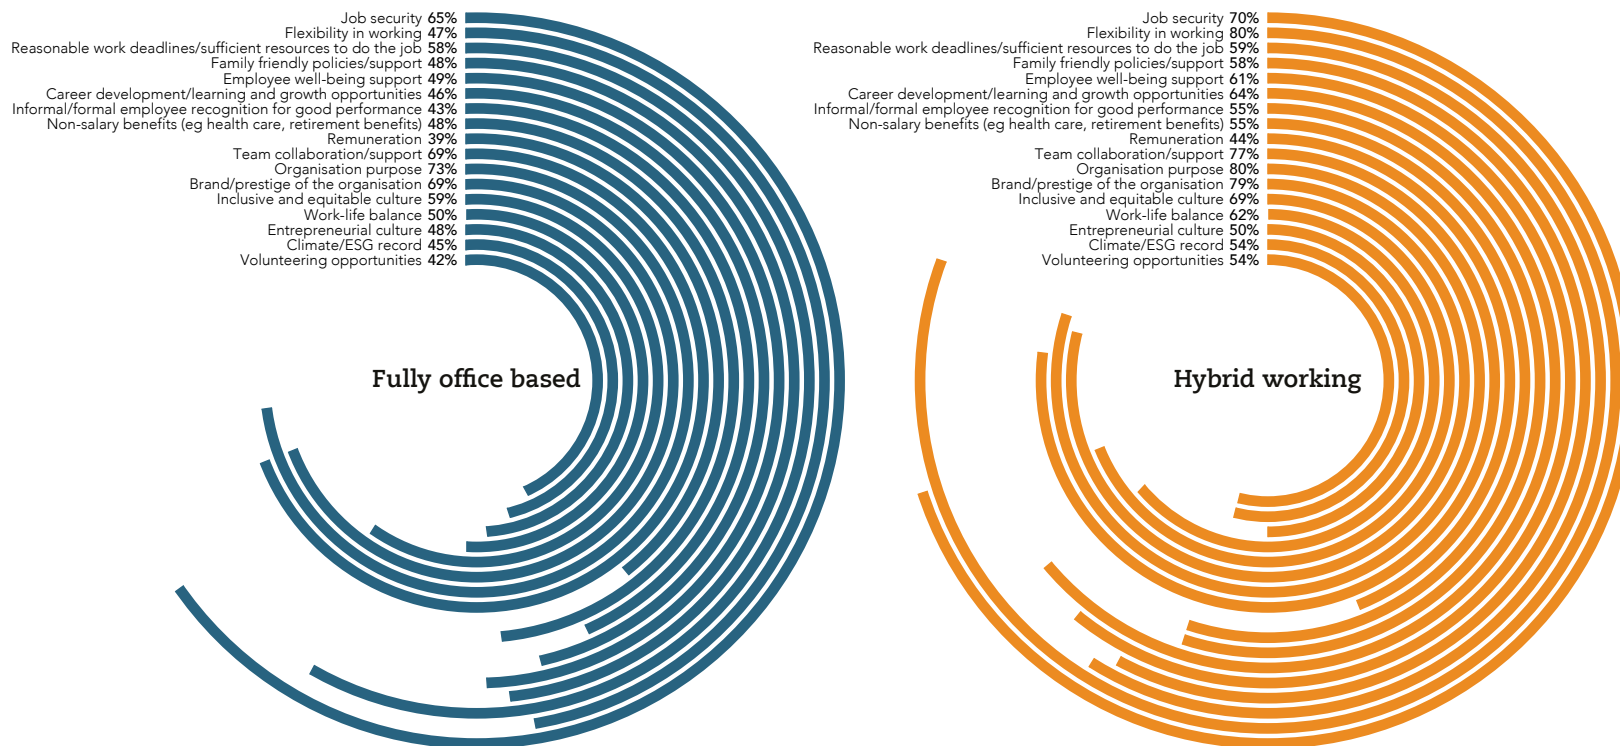 Job security 65%
Flexibility in working 47%
Reasonable work deadlines/sufficient resources to do the job 58%
Family friendly policies/support 48%
Employee well-being support 49%
Career development/learning and growth opportunities 46%
Informal/formal employee recognition for good performance 43%
Non-salary benefits (eg health care, retirement benefits) 48%
Remuneration 39%
Team collaboration/support 69%
Organisation purpose 73%
Brand/prestige of the organisation 69%
Inclusive and equitable culture 59%
Work-life balance 50%
Entrepreneurial culture 48%
Climate/ESG record 45%
Volunteering opportunities 42%
Fully office based
Job security 70%
Flexibility in working 80%
Reasonable work deadlines/sufficient resources to do the job 59%
Family friendly policies/support 58%
Employee well-being support 61%
Career development/learning and growth opportunities 64%
Informal/formal employee recognition for good performance 55%
Non-salary benefits (eg health care, retirement benefits) 55%
Remuneration 44%
Team collaboration/support 77%
Organisation purpose 80%
Brand/prestige of the organisation 79%
Inclusive and equitable culture 69%
Work-life balance 62%
Entrepreneurial culture 50%
Climate/ESG record 54%
Volunteering opportunities 54%
Hybrid working